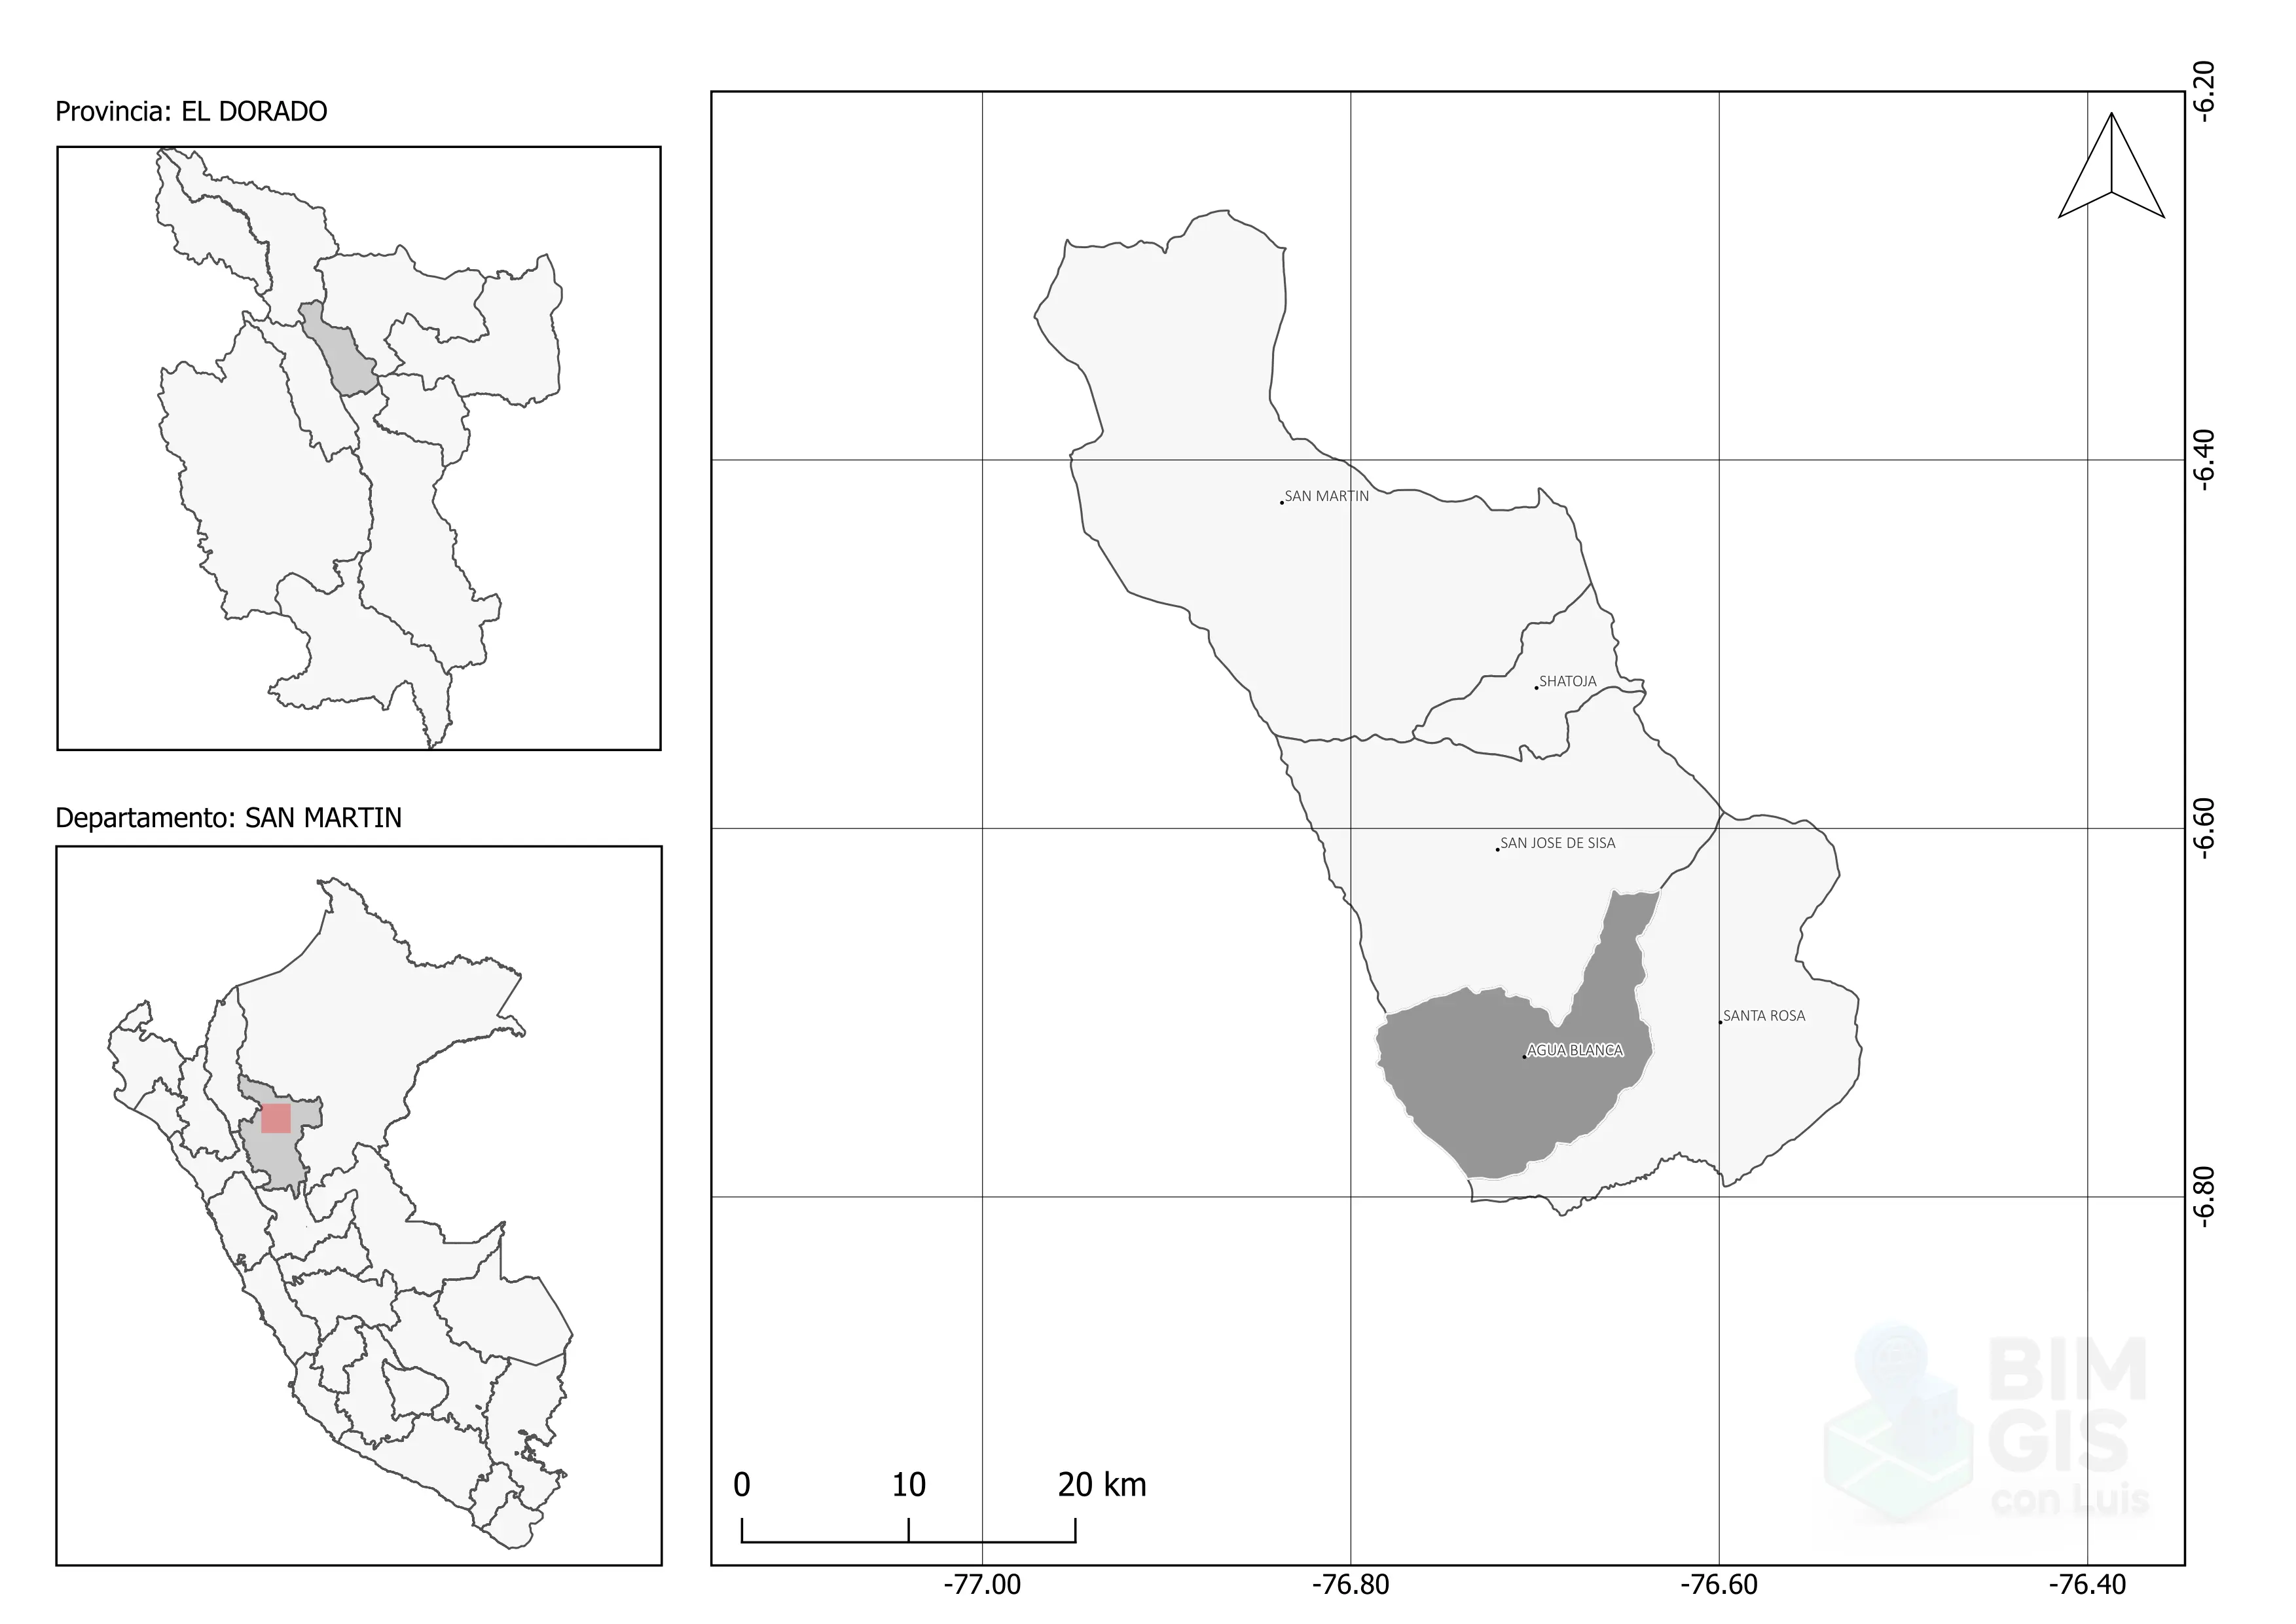 Provincia: EL DORADO
Departamento: SAN MARTIN
SAN MARTIN
SHATOJA
SAN JOSE DE SISA
SANTA ROSA
AGUA BLANCA
-6.20
-6.40
-6.60
-6.80
0 10 20 km
-77.00 -76.80 -76.60 -76.40
BIM
GIS
con Luis